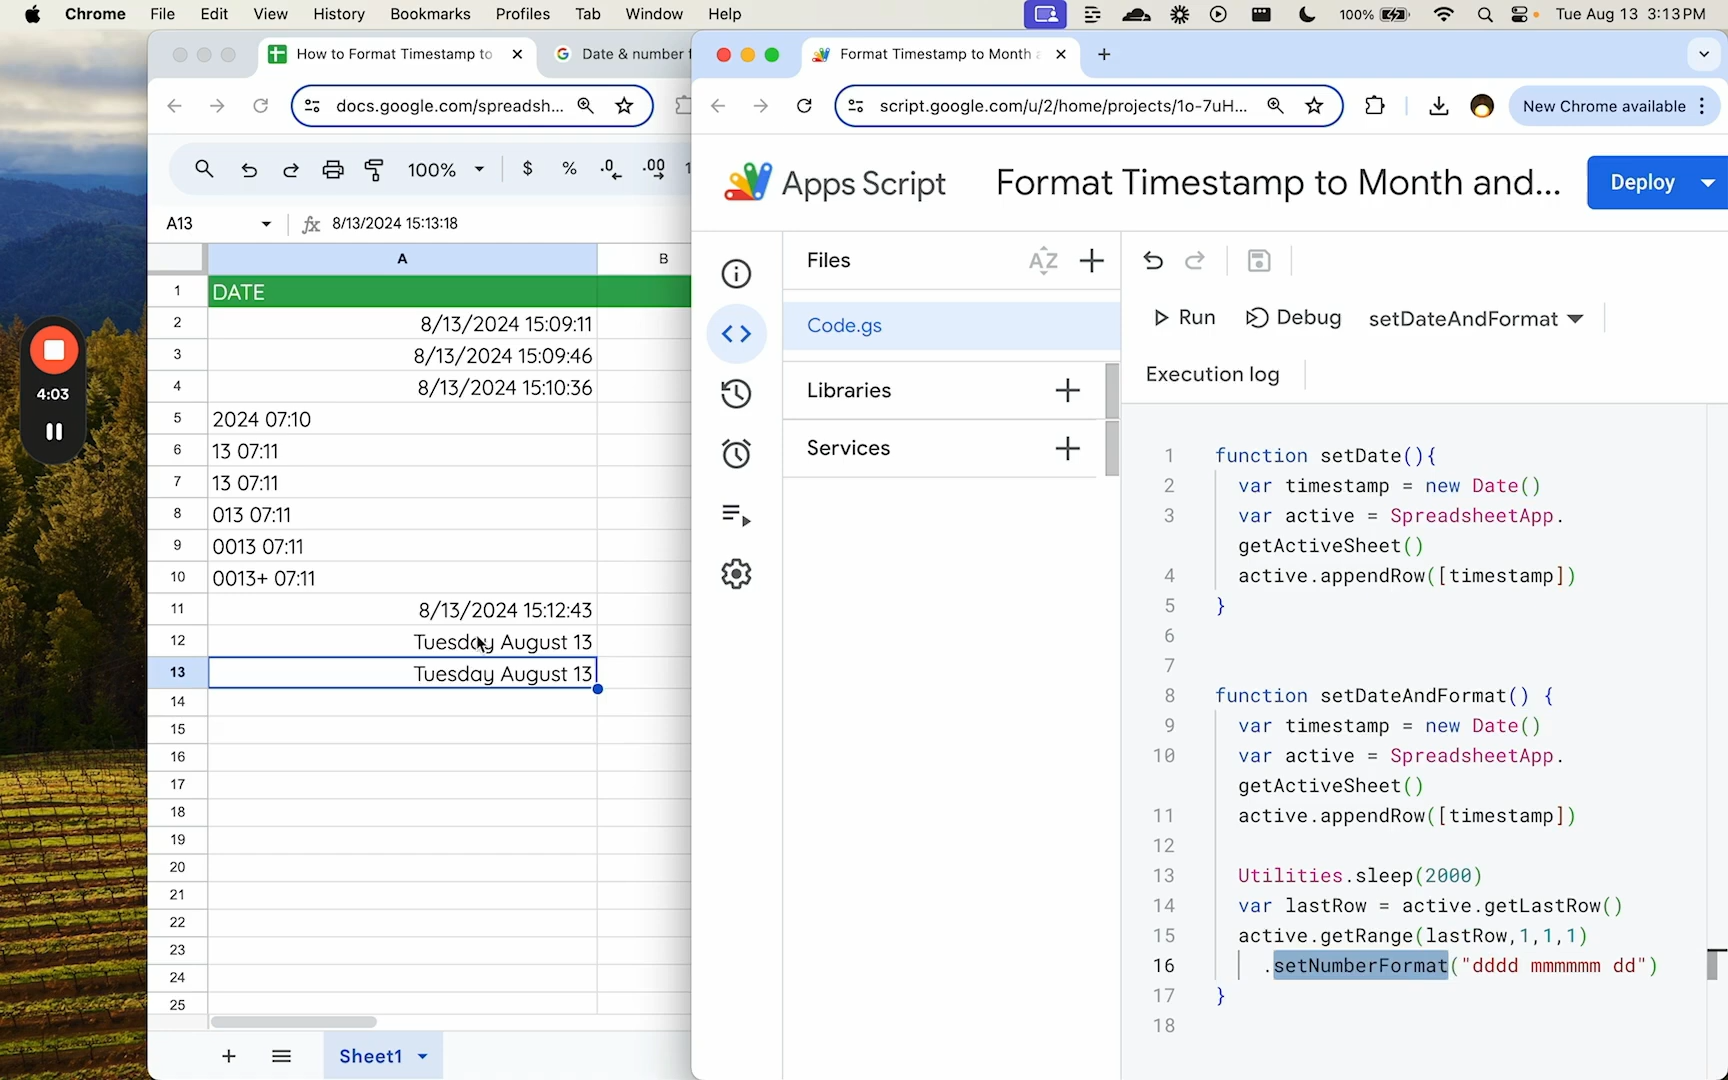 Chrome File Edit View History Bookmarks Profiles Tab Window Help 100% Tue Aug 13 3:13 PM
How to Format Timestamp to
Date & number f
Format Timestamp to Month a
docs.google.com/spreadsh...
script.google.com/u/2/home/projects/1o-7uH...
New Chrome available
100% $ % .0 .00 1
A13 fx 8/13/2024 15:13:18
A B
1 DATE
2 8/13/2024 15:09:11
3 8/13/2024 15:09:46
4 8/13/2024 15:10:36
5 2024 07:10
6 13 07:11
7 13 07:11
8 013 07:11
9 0013 07:11
10 0013+ 07:11
11 8/13/2024 15:12:43
12 Tuesday August 13
13 Tuesday August 13
14
15
16
17
18
19
20
21
22
23
24
25
Sheet1
4:03
Apps Script
Format Timestamp to Month and...
Deploy
Files
AZ
Code.gs
Libraries
Services
Run Debug setDateAndFormat
Execution log
1 function setDate(){
2 var timestamp = new Date()
3 var active = SpreadsheetApp.
getActiveSheet()
4 active.appendRow([timestamp])
5 }
6
7
8 function setDateAndFormat() {
9 var timestamp = new Date()
10 var active = SpreadsheetApp.
getActiveSheet()
11 active.appendRow([timestamp])
12
13 Utilities.sleep(2000)
14 var lastRow = active.getLastRow()
15 active.getRange(lastRow,1,1,1)
16 .setNumberFormat("dddd mmmmmm dd")
17 }
18